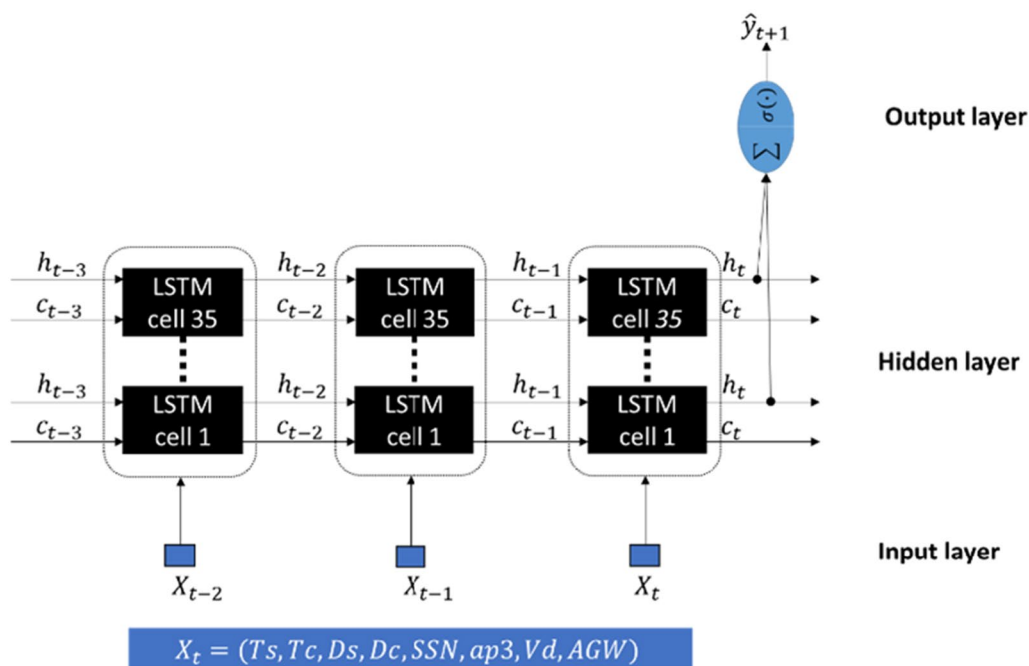 ŷ_{t+1}
Σ σ(·)
Output layer
h_{t−3} LSTM h_{t−2} LSTM h_{t−1} LSTM h_t
c_{t−3} cell 35 c_{t−2} cell 35 c_{t−1} cell 35 c_t
Hidden layer
h_{t−3} LSTM h_{t−2} LSTM h_{t−1} LSTM h_t
c_{t−3} cell 1 c_{t−2} cell 1 c_{t−1} cell 1 c_t
Input layer
X_{t−2} X_{t−1} X_t
X_t = (Ts, Tc, Ds, Dc, SSN, ap3, Vd, AGW)